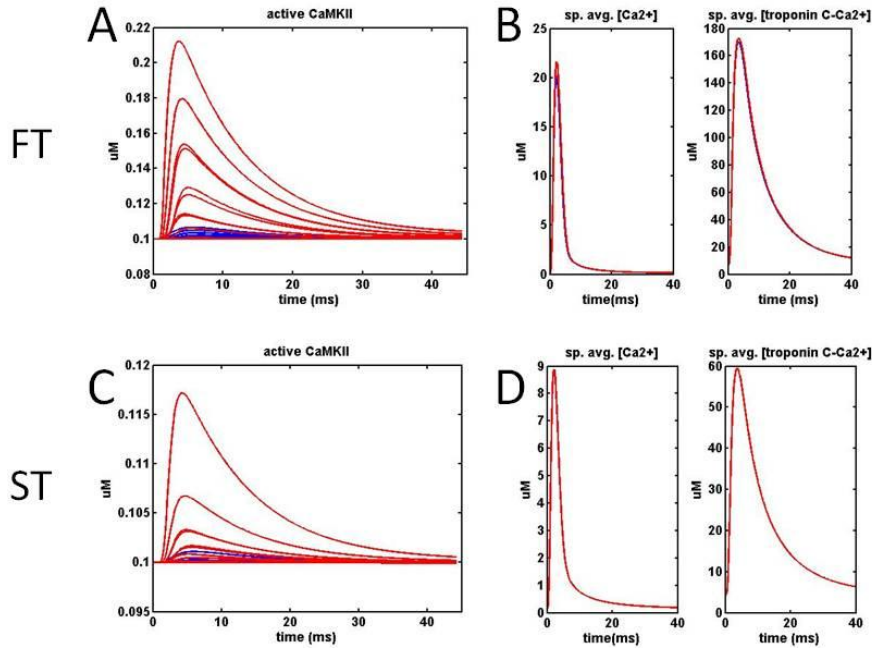 A
active CaMKII
0.22
0.2
0.18
0.16
0.14
0.12
0.1
0.08
uM
0 10 20 30 40
time (ms)
B
sp. avg. [Ca2+]
25
20
15
10
5
0
uM
0 20 40
time(ms)
sp. avg. [troponin C-Ca2+]
180
160
140
120
100
80
60
40
20
0
uM
0 20 40
time (ms)
FT
C
active CaMKII
0.12
0.115
0.11
0.105
0.1
0.095
uM
0 10 20 30 40
time (ms)
D
sp. avg. [Ca2+]
9
8
7
6
5
4
3
2
1
0
uM
0 20 40
time(ms)
sp. avg. [troponin C-Ca2+]
60
50
40
30
20
10
0
uM
0 20 40
time (ms)
ST